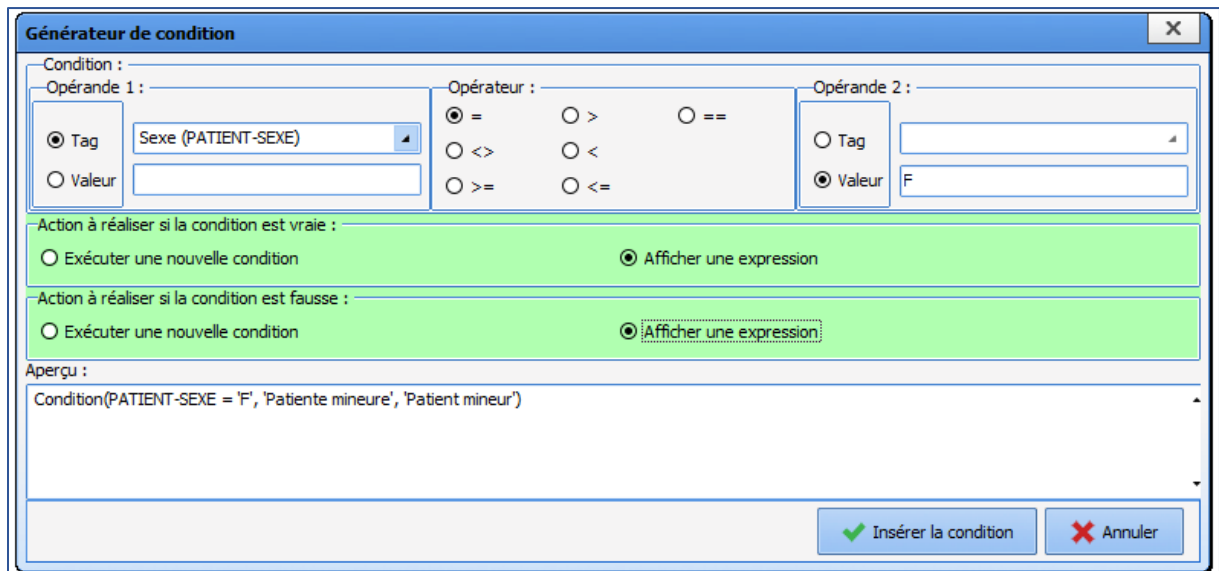 Générateur de condition
Condition :
Opérande 1 :
Tag
Sexe (PATIENT-SEXE)
Valeur
Opérateur :
= > ==
<> <
>= <=
Opérande 2 :
Tag
Valeur
F
Action à réaliser si la condition est vraie :
Exécuter une nouvelle condition
Afficher une expression
Action à réaliser si la condition est fausse :
Exécuter une nouvelle condition
Afficher une expression
Aperçu :
Condition(PATIENT-SEXE = 'F', 'Patiente mineure', 'Patient mineur')
Insérer la condition
Annuler